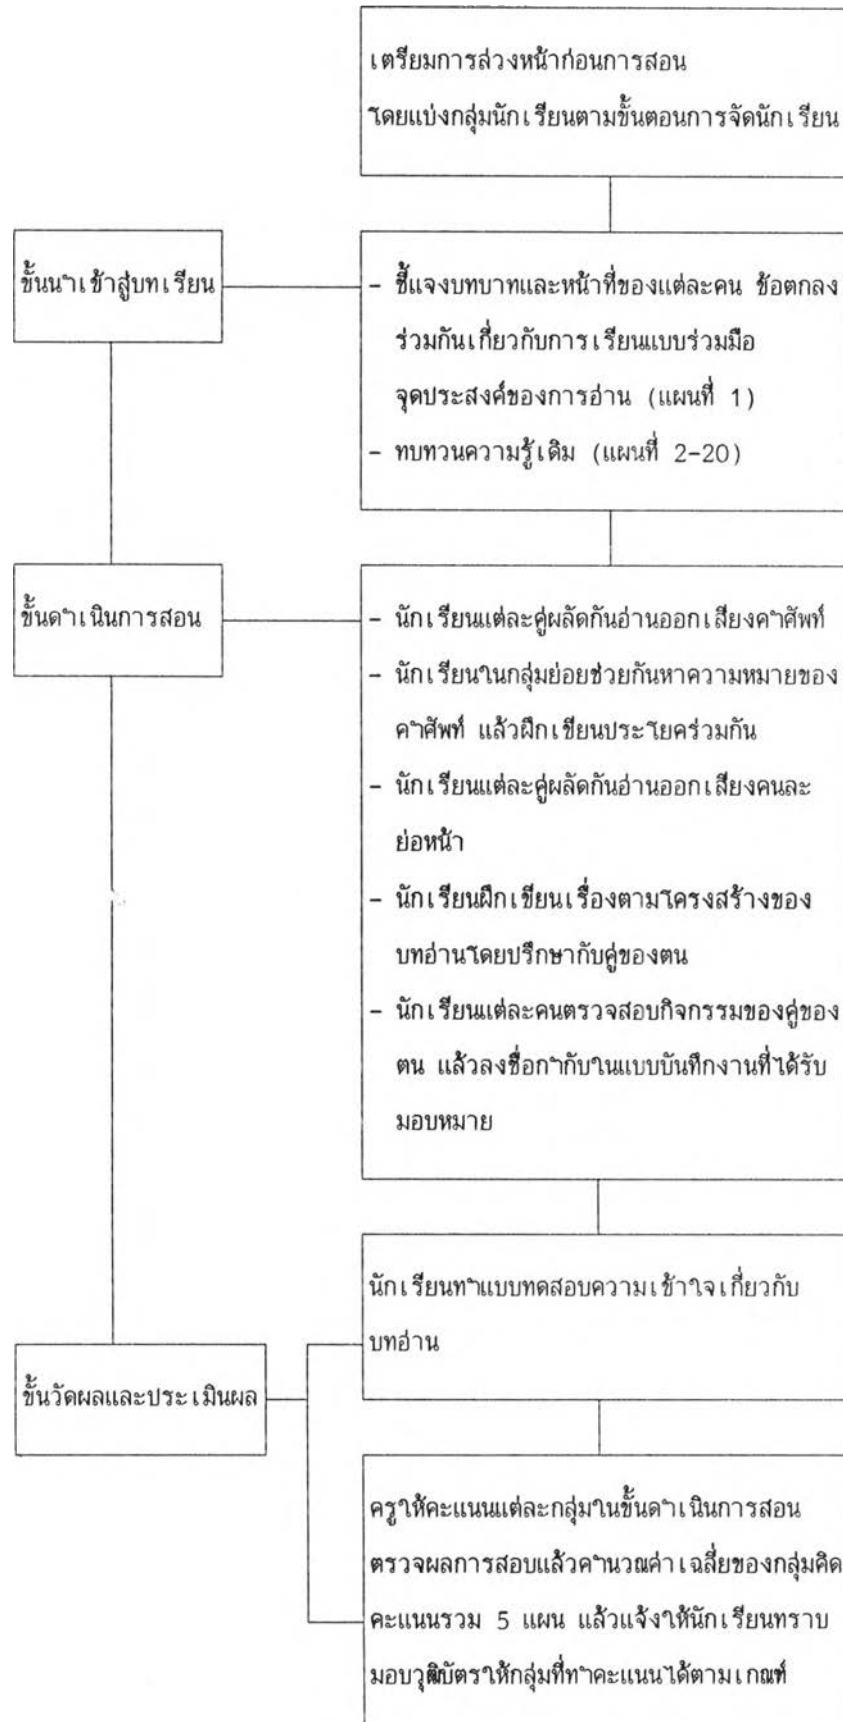 เตรียมการล่วงหน้าก่อนการสอน
โดยแบ่งกลุ่มนักเรียนตามขั้นตอนการจัดนักเรียน
ขั้นนำเข้าสู่บทเรียน
- ชี้แจงบทบาทและหน้าที่ของแต่ละคน ข้อตกลง
ร่วมกันเกี่ยวกับการเรียนแบบร่วมมือ
จุดประสงค์ของการอ่าน (แผนที่ 1)
- ทบทวนความรู้เดิม (แผนที่ 2-20)
ขั้นดำเนินการสอน
- นักเรียนแต่ละคู่ผลัดกันอ่านออกเสียงคำศัพท์
- นักเรียนในกลุ่มย่อยช่วยกันหาความหมายของ
คำศัพท์ แล้วฝึกเขียนประโยคร่วมกัน
- นักเรียนแต่ละคู่ผลัดกันอ่านออกเสียงคนละ
ย่อหน้า
- นักเรียนฝึกเขียนเรื่องตามโครงสร้างของ
บทอ่านโดยปรึกษากับคู่ของตน
- นักเรียนแต่ละคนตรวจสอบกิจกรรมของคู่ของ
ตน แล้วลงชื่อกำกับในแบบบันทึกงานที่ได้รับ
มอบหมาย
นักเรียนทำแบบทดสอบความเข้าใจเกี่ยวกับ
บทอ่าน
ขั้นวัดผลและประเมินผล
ครูให้คะแนนแต่ละกลุ่มในขั้นดำเนินการสอน
ตรวจผลการสอบแล้วคำนวณค่าเฉลี่ยของกลุ่มคิด
คะแนนรวม 5 แผน แล้วแจ้งให้นักเรียนทราบ
มอบวุฒิบัตรให้กลุ่มที่ทำคะแนนได้ตามเกณฑ์